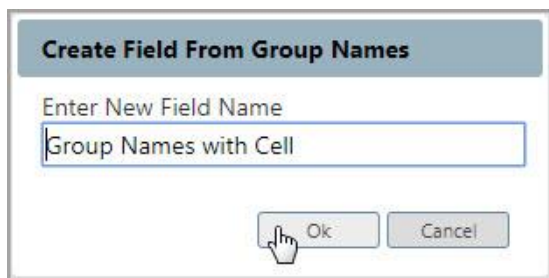 Create Field From Group Names
Enter New Field Name
Group Names with Cell
Ok Cancel